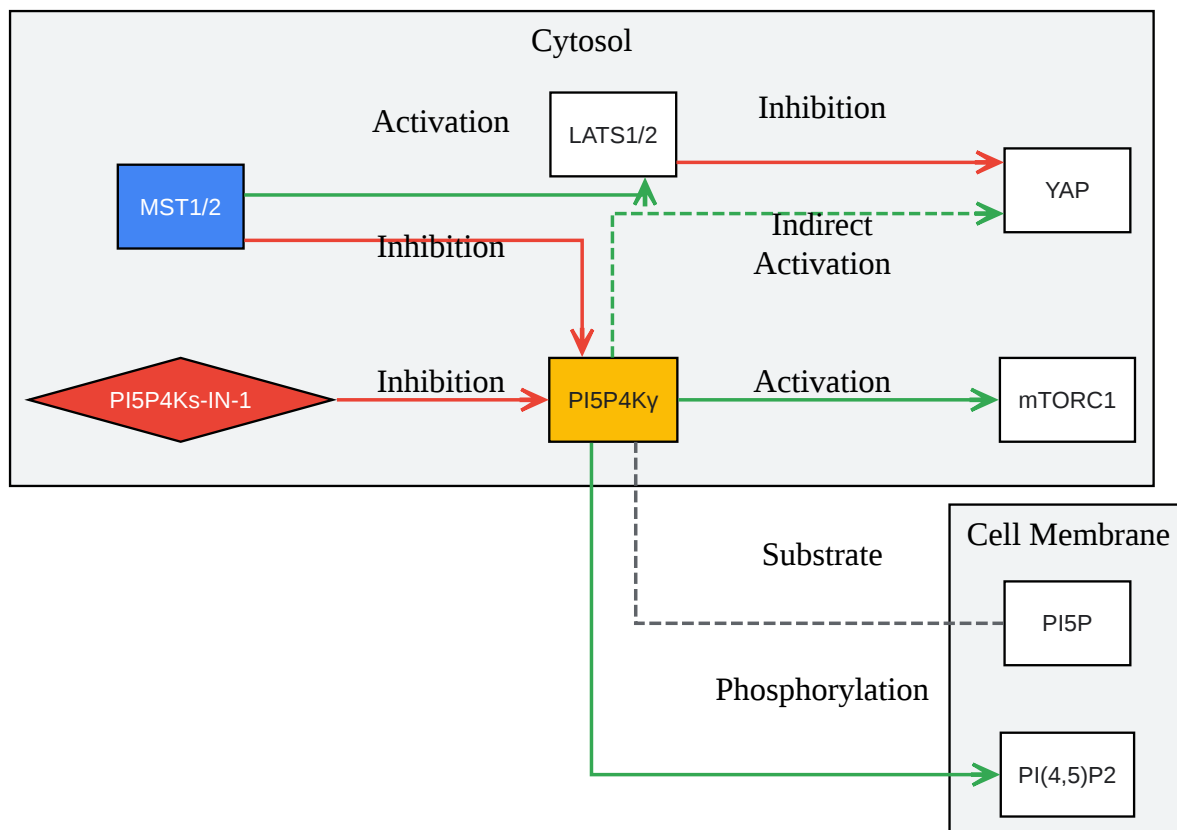 Cytosol
Activation
LATS1/2
Inhibition
MST1/2
YAP
Inhibition
Indirect
Activation
PI5P4Ks-IN-1
Inhibition
PI5P4Kγ
Activation
mTORC1
Cell Membrane
Substrate
PI5P
Phosphorylation
PI(4,5)P2